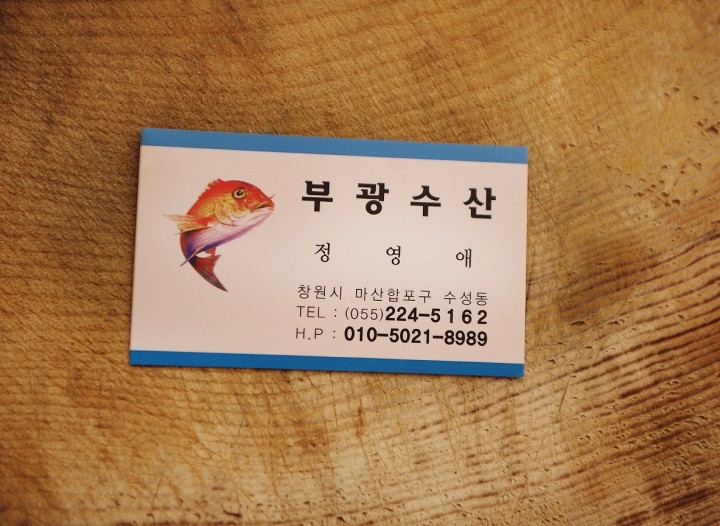 부광수산
정영애
창원시 마산합포구 수성동
TEL : (055)224-5162
H.P : 010-5021-8989